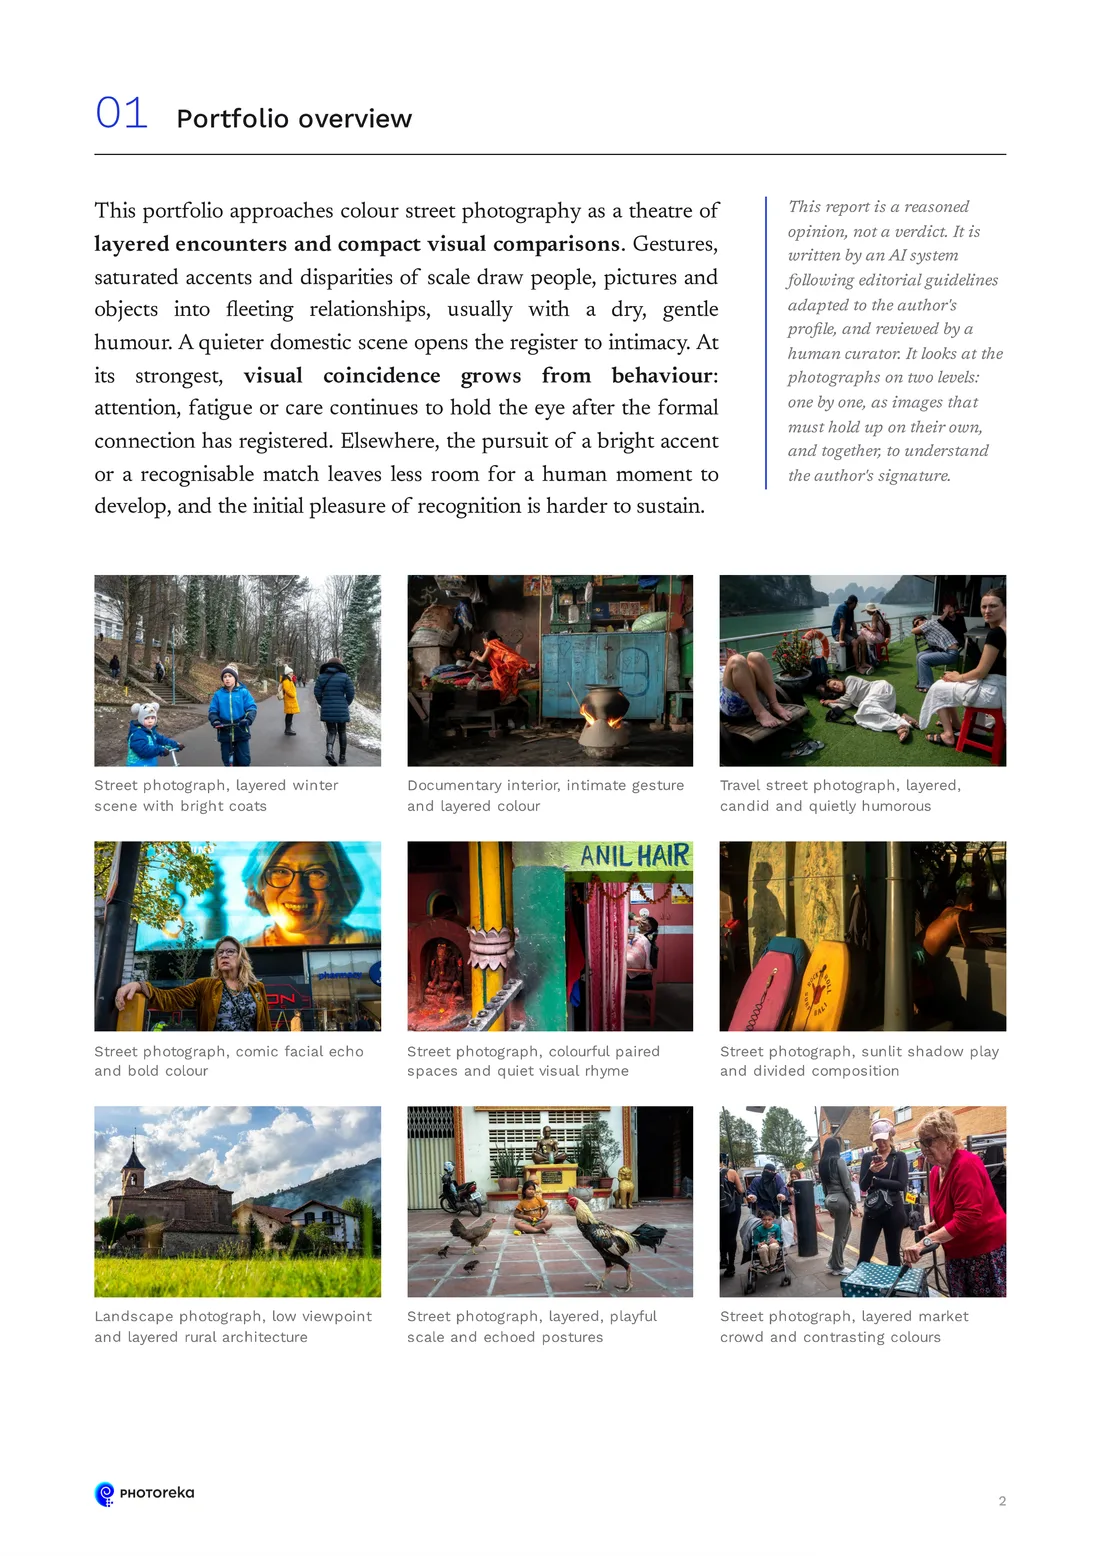 01 Portfolio overview
This portfolio approaches colour street photography as a theatre of
layered encounters and compact visual comparisons. Gestures,
saturated accents and disparities of scale draw people, pictures and
objects into fleeting relationships, usually with a dry, gentle
humour. A quieter domestic scene opens the register to intimacy. At
its strongest, visual coincidence grows from behaviour:
attention, fatigue or care continues to hold the eye after the formal
connection has registered. Elsewhere, the pursuit of a bright accent
or a recognisable match leaves less room for a human moment to
develop, and the initial pleasure of recognition is harder to sustain.
This report is a reasoned
opinion, not a verdict. It is
written by an AI system
following editorial guidelines
adapted to the author's
profile, and reviewed by a
human curator. It looks at the
photographs on two levels:
one by one, as images that
must hold up on their own,
and together, to understand
the author's signature.
Street photograph, layered winter
scene with bright coats
Documentary interior, intimate gesture
and layered colour
Travel street photograph, layered,
candid and quietly humorous
pharmacy
ANIL HAIR
Street photograph, comic facial echo
and bold colour
Street photograph, colourful paired
spaces and quiet visual rhyme
Street photograph, sunlit shadow play
and divided composition
Landscape photograph, low viewpoint
and layered rural architecture
Street photograph, layered, playful
scale and echoed postures
Street photograph, layered market
crowd and contrasting colours
PHOTOreka
2